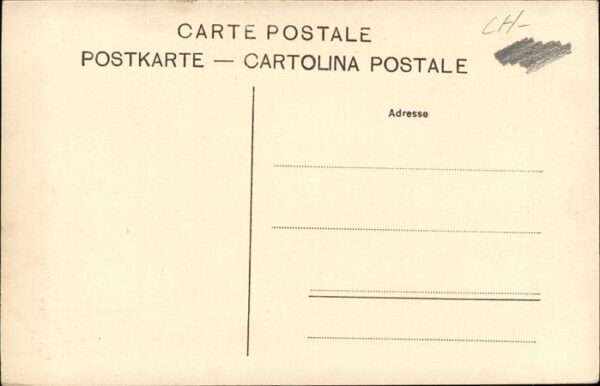 CARTE POSTALE
CH-
POSTKARTE — CARTOLINA POSTALE
Adresse